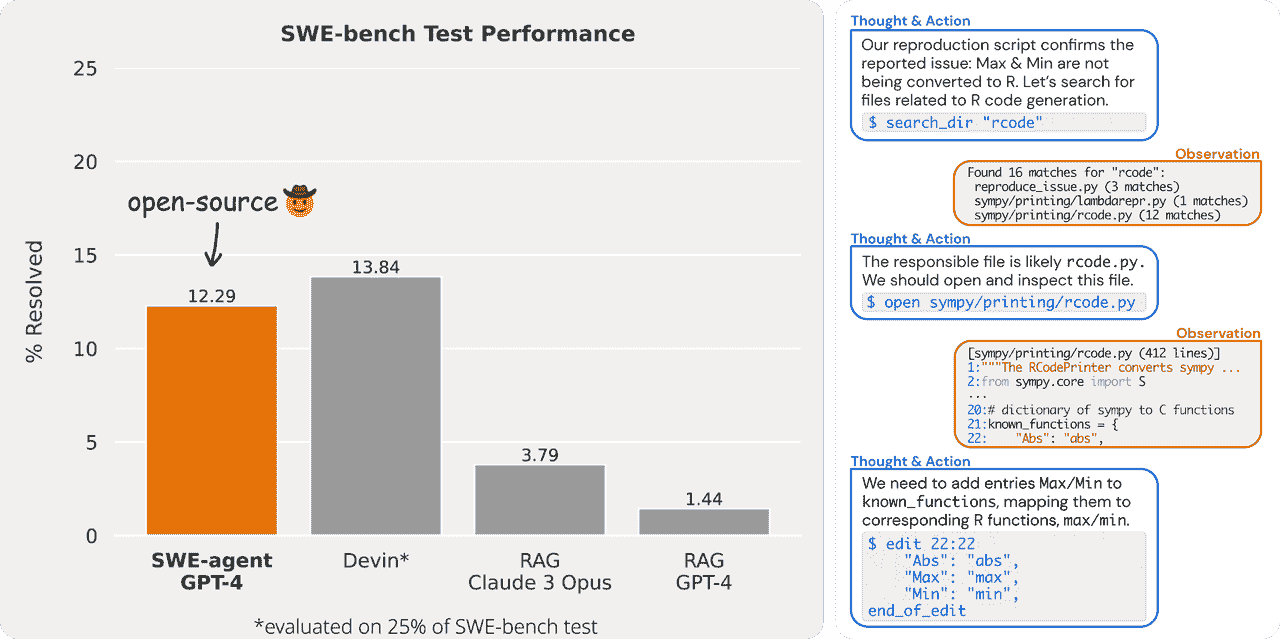 SWE-bench Test Performance
25
20
15
10
5
0
% Resolved
open-source
12.29
13.84
3.79
1.44
SWE-agent
GPT-4
Devin*
RAG
Claude 3 Opus
RAG
GPT-4
*evaluated on 25% of SWE-bench test
Thought & Action
Our reproduction script confirms the
reported issue: Max & Min are not
being converted to R. Let's search for
files related to R code generation.
$ search_dir "rcode"
Observation
Found 16 matches for "rcode":
reproduce_issue.py (3 matches)
sympy/printing/lambdarepr.py (1 matches)
sympy/printing/rcode.py (12 matches)
Thought & Action
The responsible file is likely rcode.py.
We should open and inspect this file.
$ open sympy/printing/rcode.py
Observation
[sympy/printing/rcode.py (412 lines)]
1:"""The RCodePrinter converts sympy ...
2:from sympy.core import S
...
20:# dictionary of sympy to C functions
21:known_functions = {
22:    "Abs": "abs",
Thought & Action
We need to add entries Max/Min to
known_functions, mapping them to
corresponding R functions, max/min.
$ edit 22:22
    "Abs": "abs",
    "Max": "max",
    "Min": "min",
end_of_edit